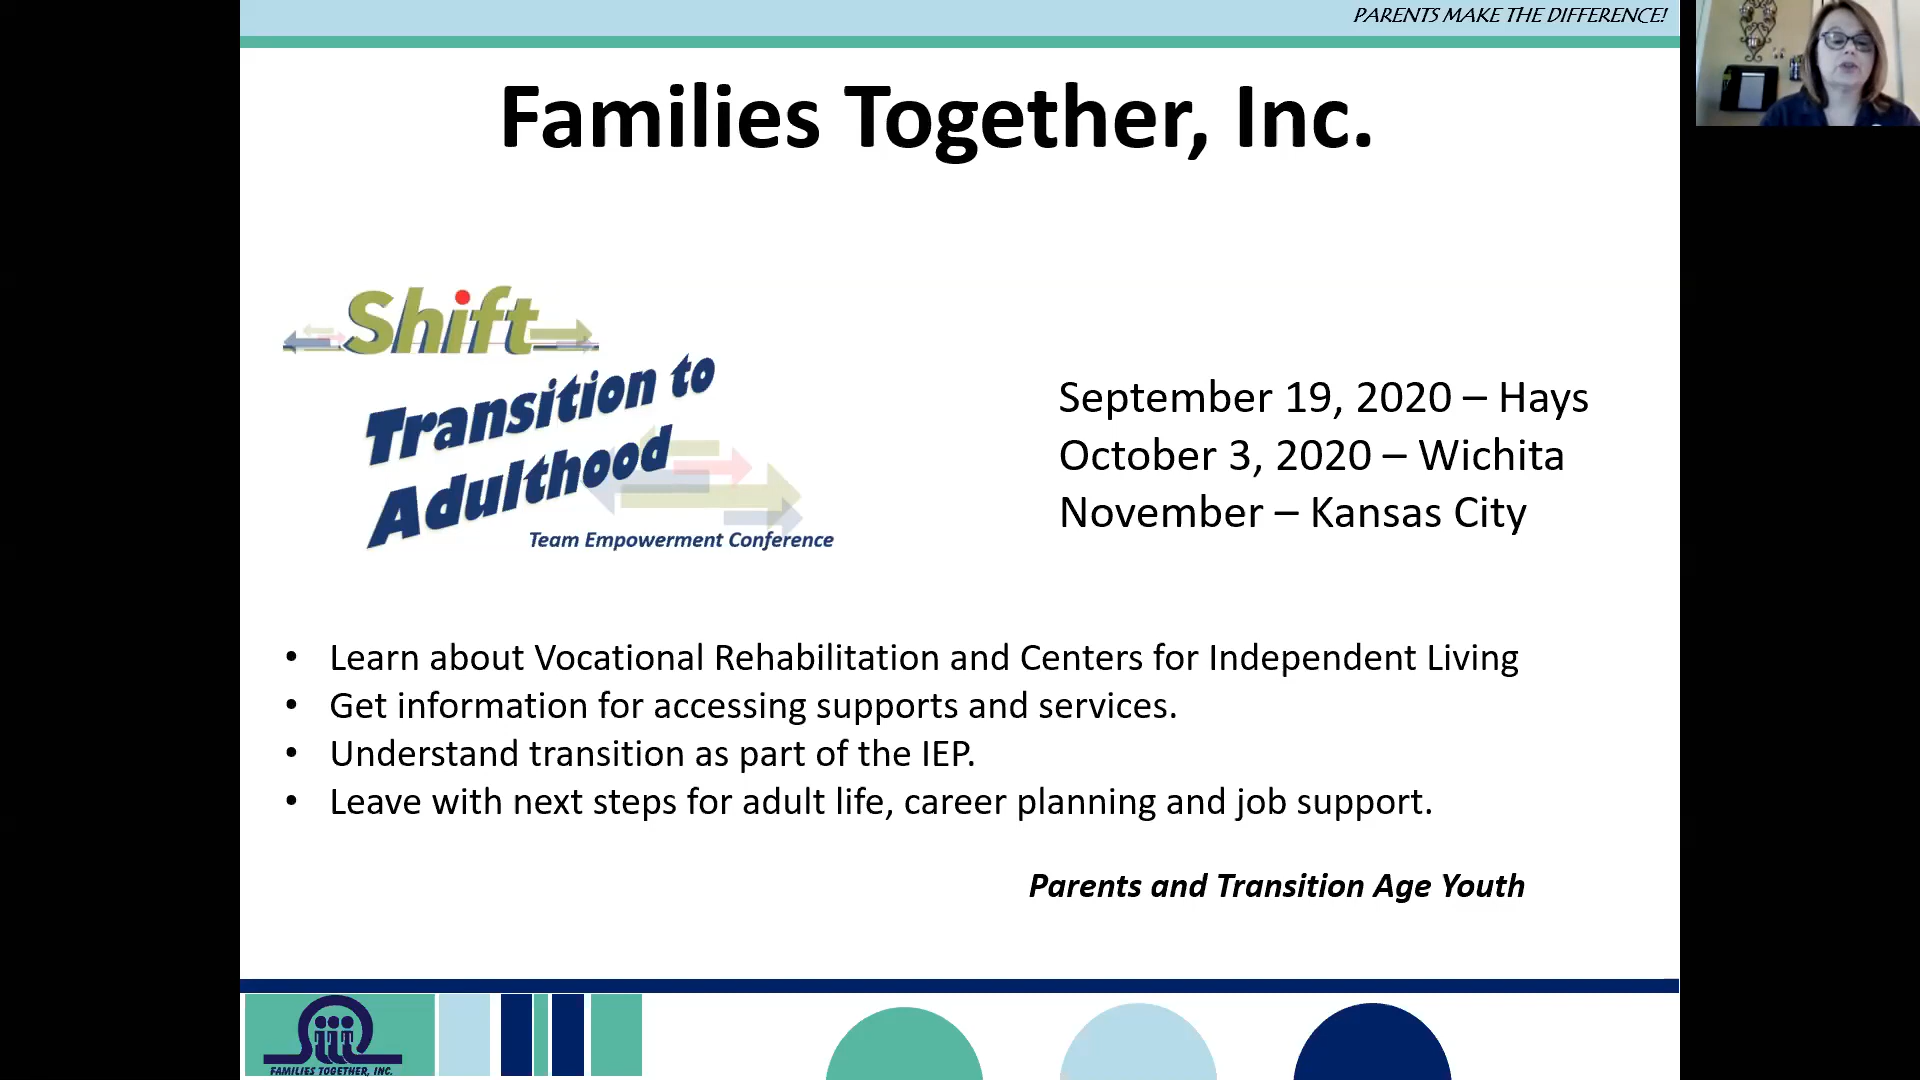 PARENTS MAKE THE DIFFERENCE!
Families Together, Inc.
Shift
Transition to
Adulthood
Team Empowerment Conference
September 19, 2020 – Hays
October 3, 2020 – Wichita
November – Kansas City
• Learn about Vocational Rehabilitation and Centers for Independent Living
• Get information for accessing supports and services.
• Understand transition as part of the IEP.
• Leave with next steps for adult life, career planning and job support.
Parents and Transition Age Youth
FAMILIES TOGETHER, INC.